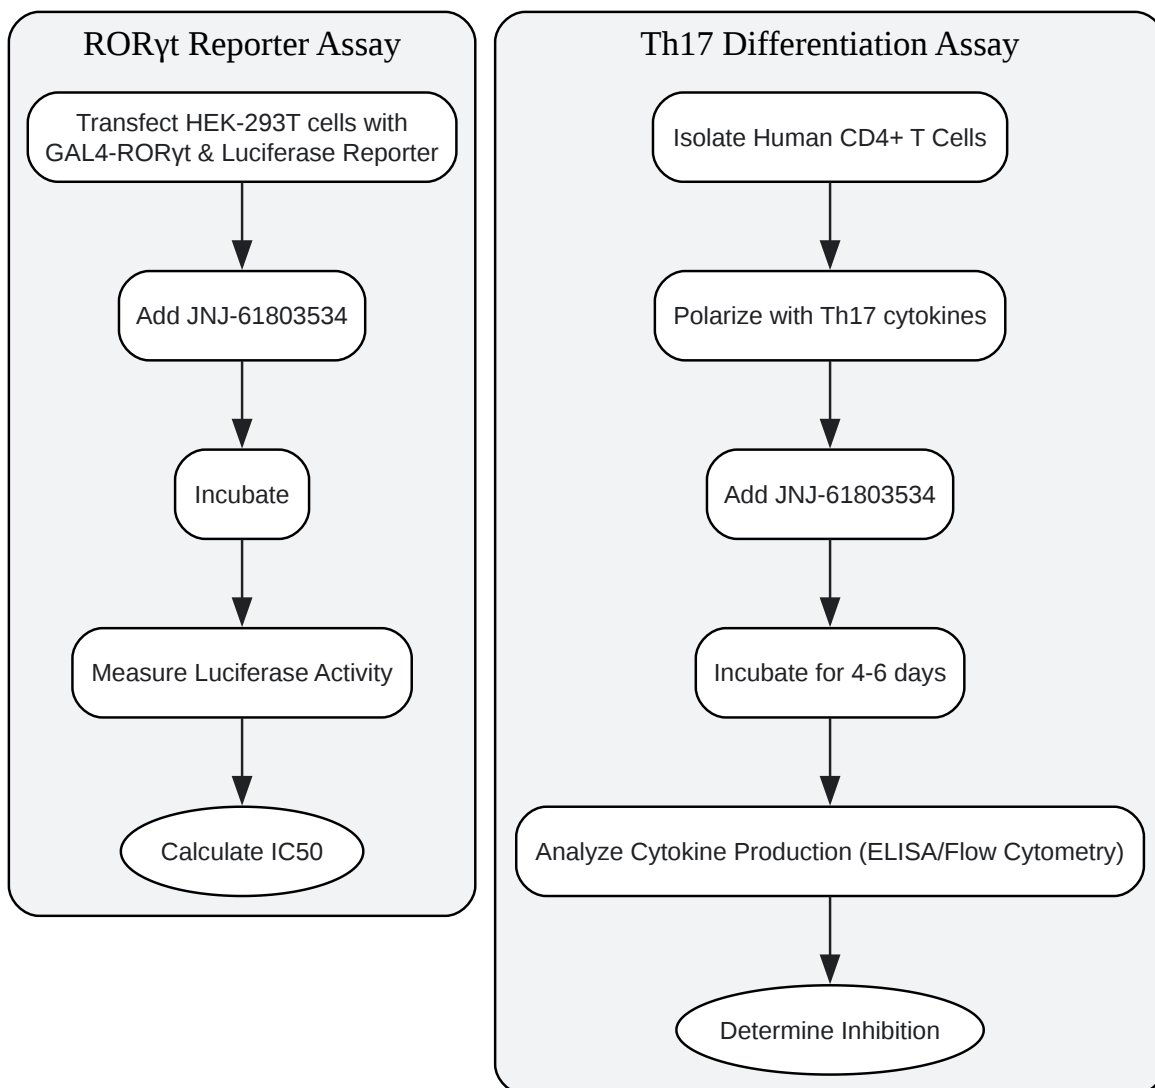 RORγt Reporter Assay
Transfect HEK-293T cells with
GAL4-RORγt & Luciferase Reporter
Add JNJ-61803534
Incubate
Measure Luciferase Activity
Calculate IC50
Th17 Differentiation Assay
Isolate Human CD4+ T Cells
Polarize with Th17 cytokines
Add JNJ-61803534
Incubate for 4-6 days
Analyze Cytokine Production (ELISA/Flow Cytometry)
Determine Inhibition